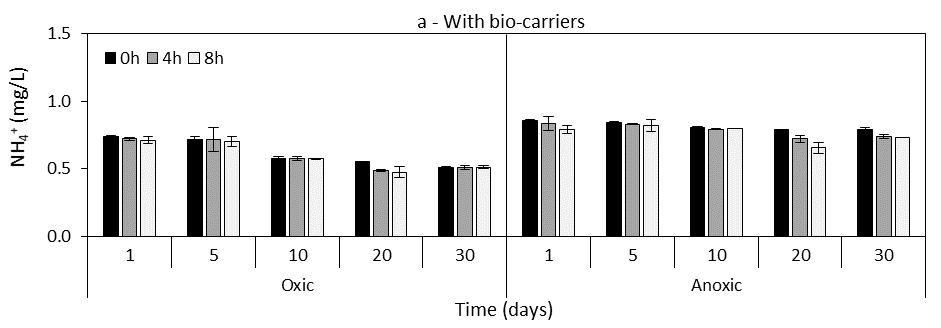 a - With bio-carriers
1.5
1.0
0.5
0.0
NH₄⁺ (mg/L)
0h 4h 8h
1 5 10 20 30 1 5 10 20 30
Oxic Anoxic
Time (days)